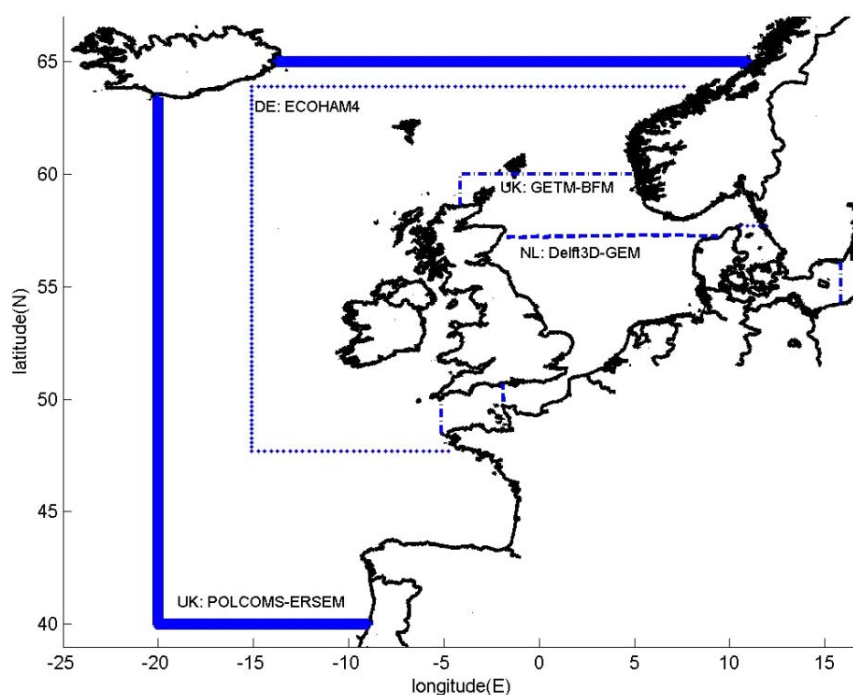 65
DE: ECOHAM4
60
UK: GETM-BFM
NL: Delft3D-GEM
55
latitude(N)
50
45
UK: POLCOMS-ERSEM
40
-25 -20 -15 -10 -5 0 5 10 15
longitude(E)